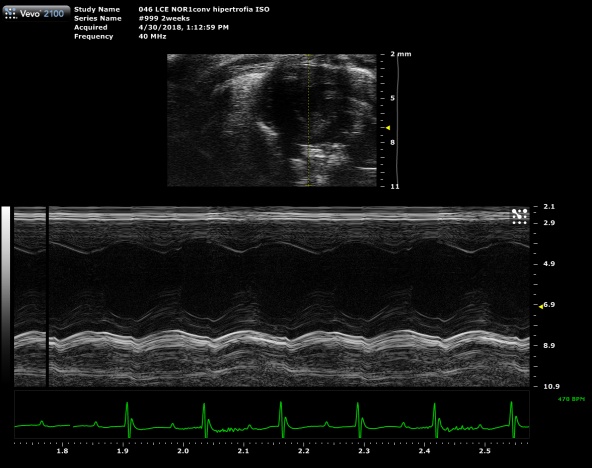 Vevo 2100
Study Name 046 LCE NOR1conv hipertrofia ISO
Series Name #999 2weeks
Acquired 4/30/2018, 1:12:59 PM
Frequency 40 MHz
2 mm
5
8
11
2.1
2.9
4.9
6.9
8.9
10.9
470 BPM
1.8 1.9 2.0 2.1 2.2 2.3 2.4 2.5